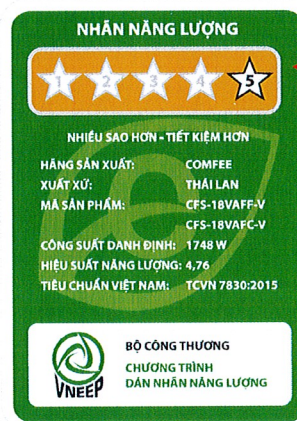 NHÃN NĂNG LƯỢNG
1 2 3 4 5
NHIỀU SAO HƠN - TIẾT KIỆM HƠN
HÃNG SẢN XUẤT: COMFEE
XUẤT XỨ: THÁI LAN
MÃ SẢN PHẨM: CFS-18VAFF-V
CFS-18VAFC-V
CÔNG SUẤT DANH ĐỊNH: 1748 W
HIỆU SUẤT NĂNG LƯỢNG: 4,76
TIÊU CHUẨN VIỆT NAM: TCVN 7830:2015
BỘ CÔNG THƯƠNG
CHƯƠNG TRÌNH
DÁN NHÃN NĂNG LƯỢNG
VNEEP